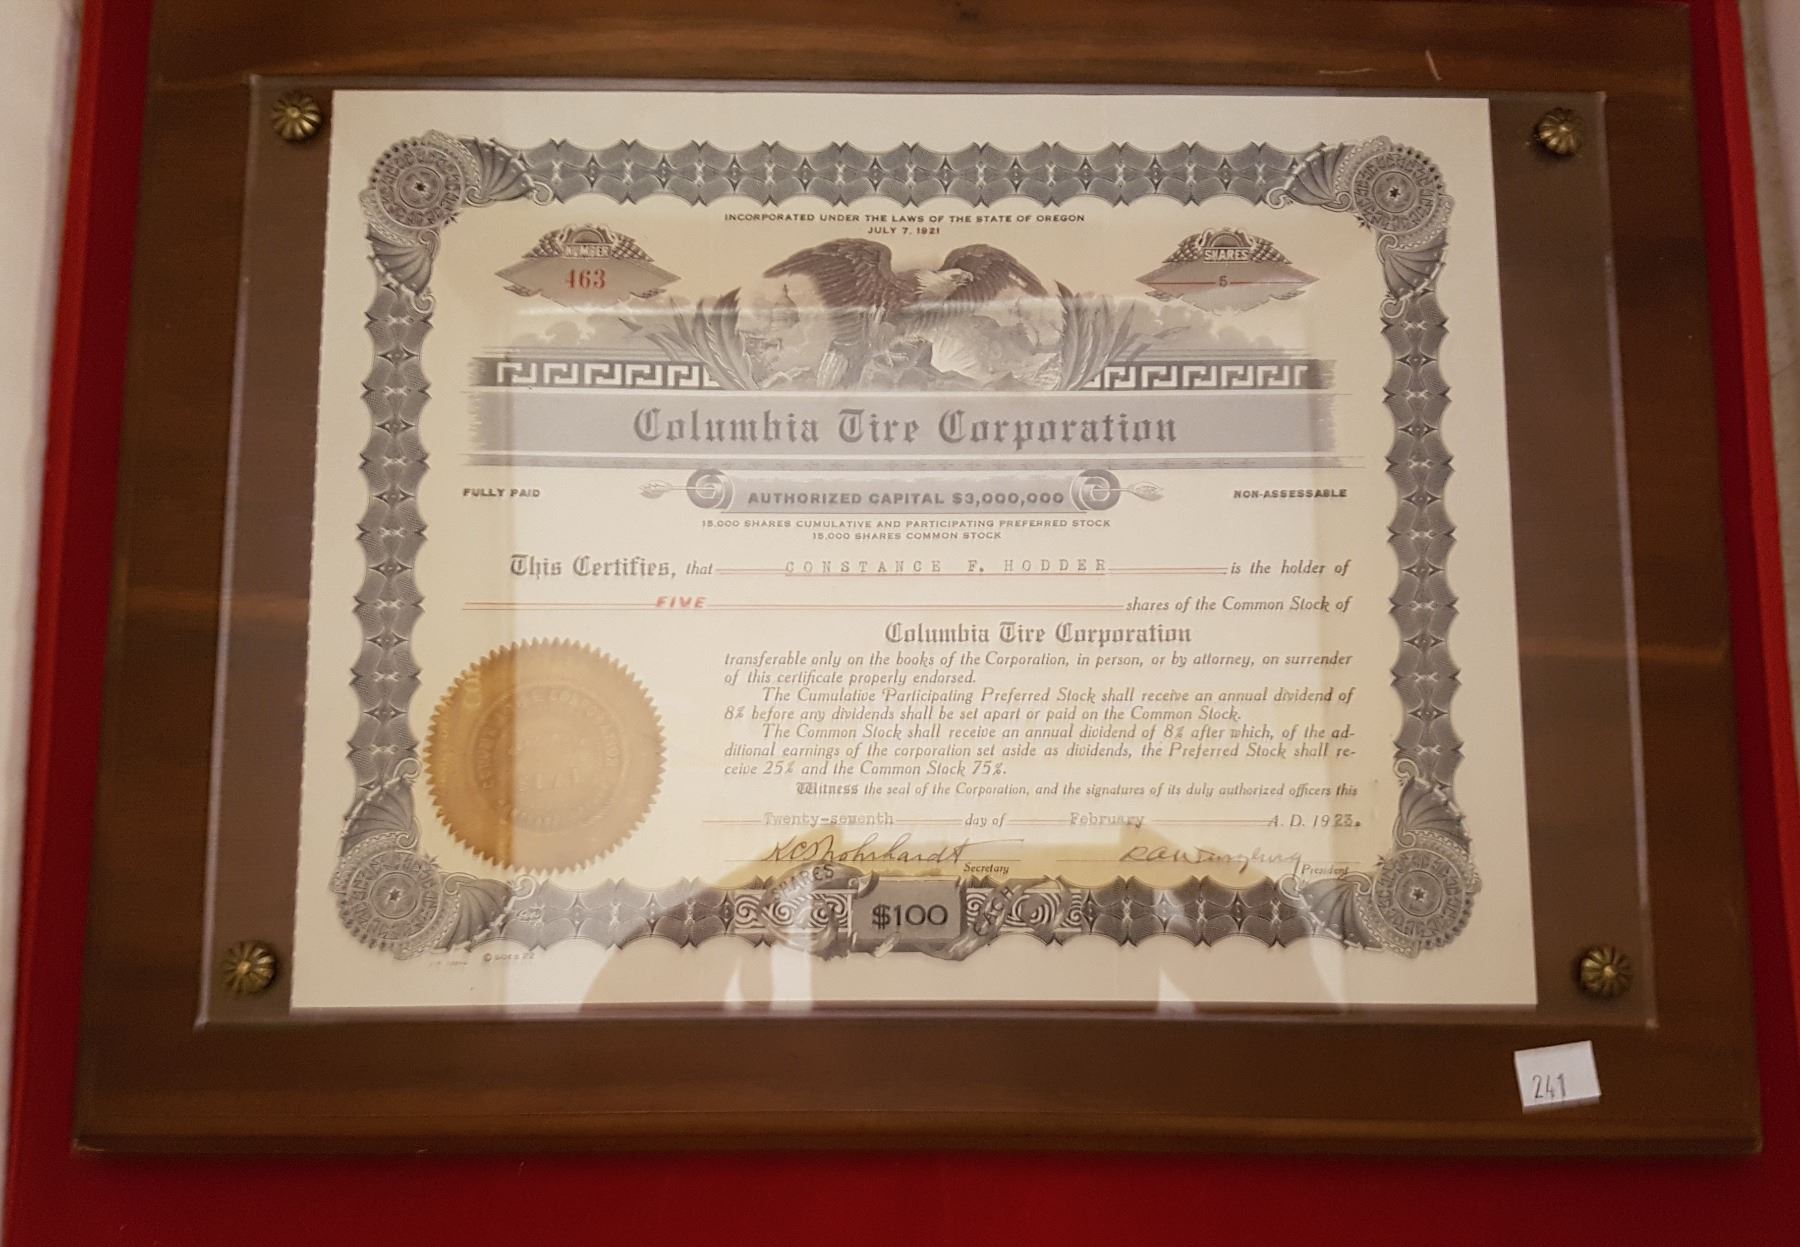 INCORPORATED UNDER THE LAWS OF THE STATE OF OREGON
JULY 7, 1921
NUMBER
463
SHARES
5
Columbia Tire Corporation
FULLY PAID
AUTHORIZED CAPITAL $3,000,000
NON-ASSESSABLE
15,000 SHARES CUMULATIVE AND PARTICIPATING PREFERRED STOCK
15,000 SHARES COMMON STOCK
This Certifies, that CONSTANCE F. HODDER is the holder of
FIVE shares of the Common Stock of
Columbia Tire Corporation
transferable only on the books of the Corporation, in person, or by attorney, on surrender
of this certificate properly endorsed.
The Cumulative Participating Preferred Stock shall receive an annual dividend of
8% before any dividends shall be set apart or paid on the Common Stock.
The Common Stock shall receive an annual dividend of 8% after which, of the ad-
ditional earnings of the corporation set aside as dividends, the Preferred Stock shall re-
ceive 25% and the Common Stock 75%.
Witness the seal of the Corporation, and the signatures of its duly authorized officers this
Twenty-seventh day of February A. D. 1923.
Secretary
President
SHARES
$100
EACH
© GOES 22
241